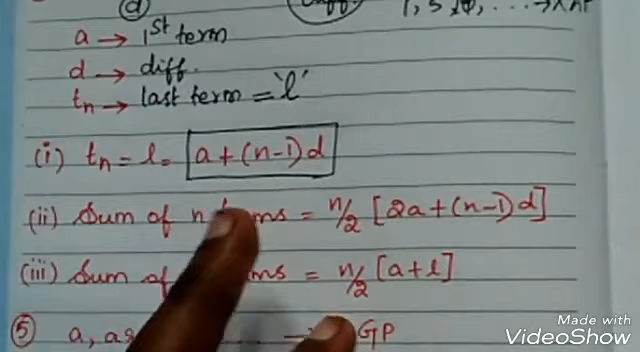 d
a → 1st term
d → diff.
tn → last term = 'l'
(i) tn = l = a + (n-1) d
(ii) Sum of n = n/2 [2a + (n-1) d]
(iii) Sum of = n/2 [a + l]
⑤ a, → GP
Made with
VideoShow